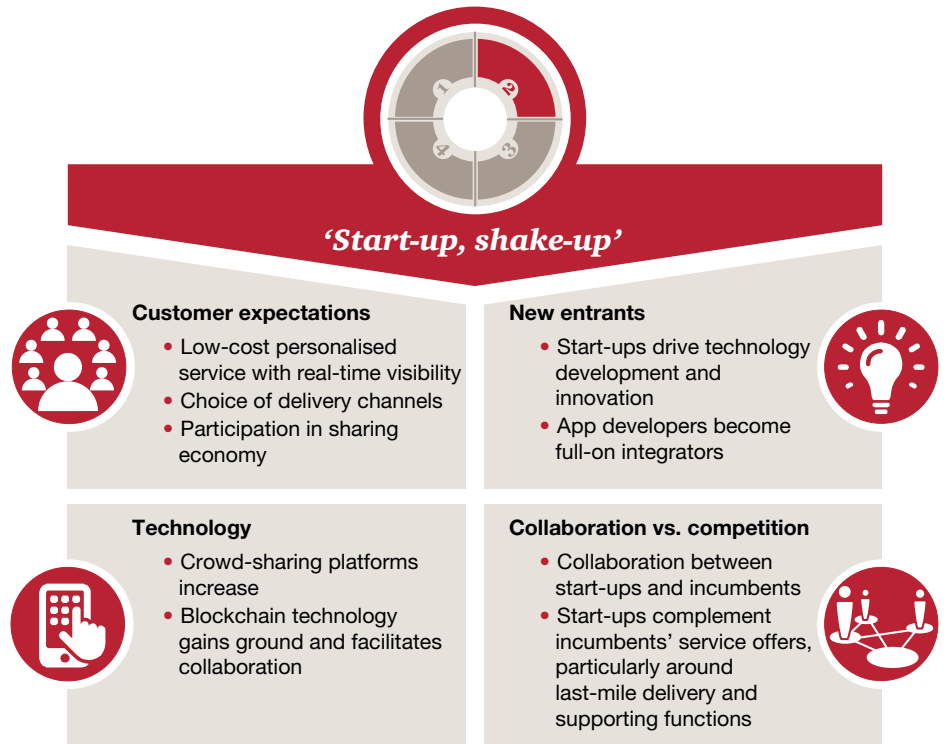 1
2
4
3
‘Start-up, shake-up’
Customer expectations
• Low-cost personalised
service with real-time visibility
• Choice of delivery channels
• Participation in sharing
economy
New entrants
• Start-ups drive technology
development and
innovation
• App developers become
full-on integrators
Technology
• Crowd-sharing platforms
increase
• Blockchain technology
gains ground and facilitates
collaboration
Collaboration vs. competition
• Collaboration between
start-ups and incumbents
• Start-ups complement
incumbents’ service offers,
particularly around
last-mile delivery and
supporting functions